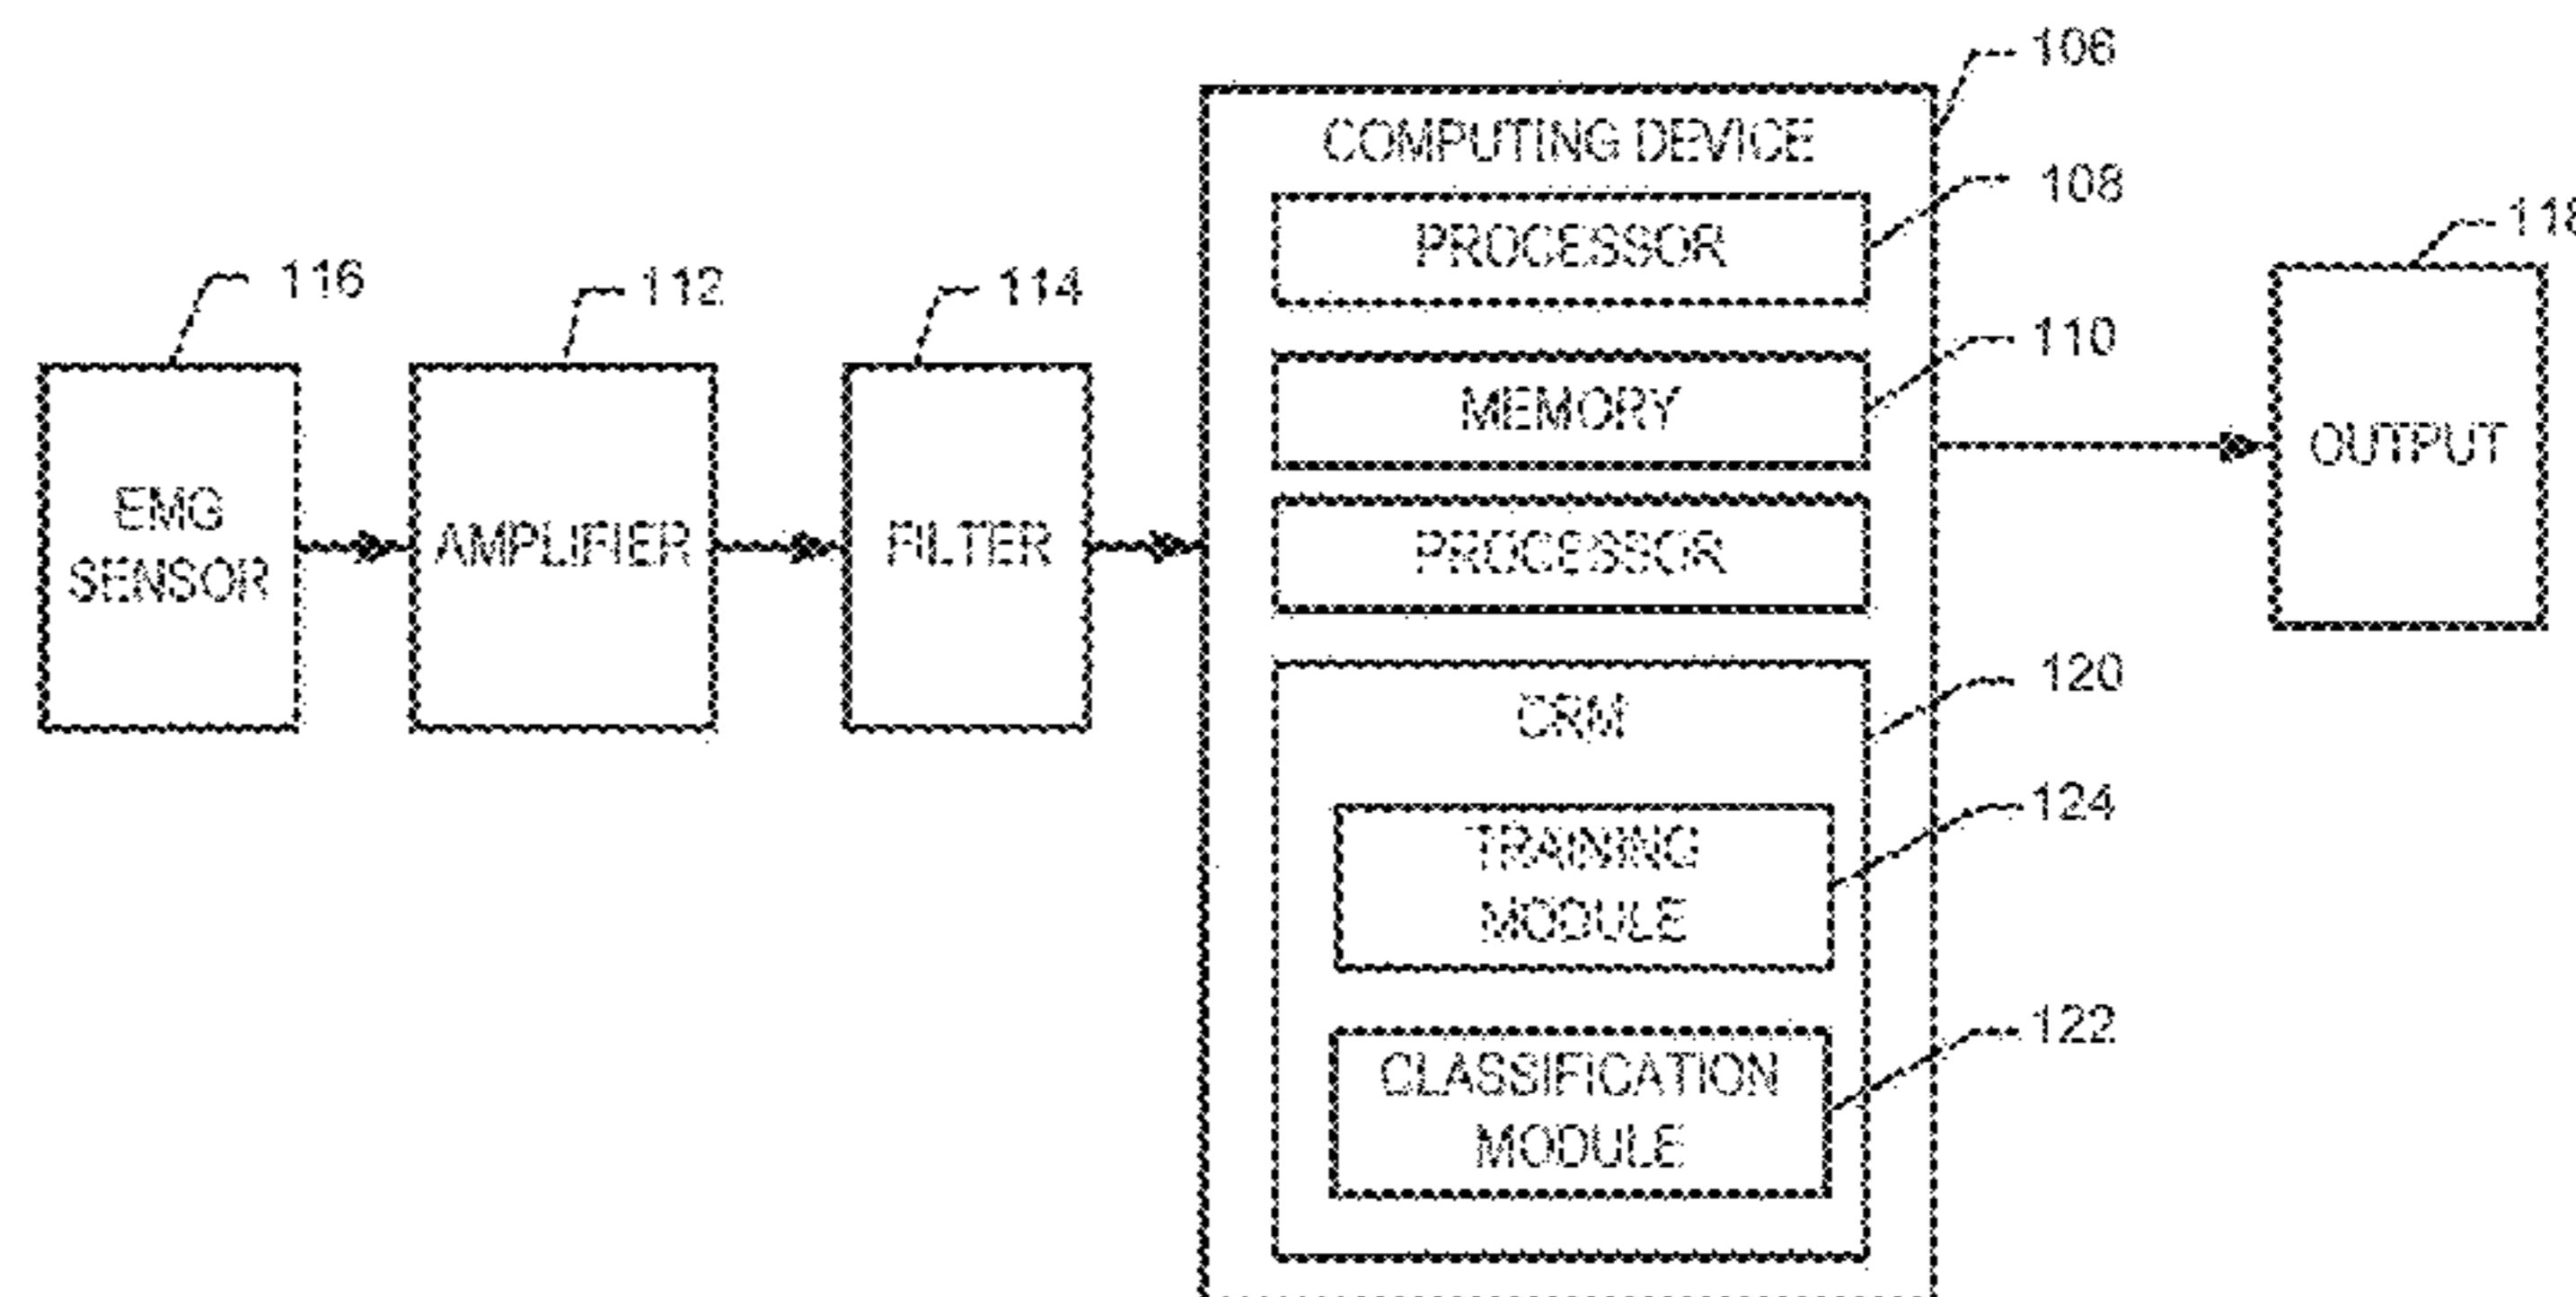 106
COMPUTING DEVICE
108
PROCESSOR
118
116
112
114
110
MEMORY
OUTPUT
EMG
SENSOR
AMPLIFIER
FILTER
PROCESSOR
120
CRM
124
TRAINING
MODULE
122
CLASSIFICATION
MODULE